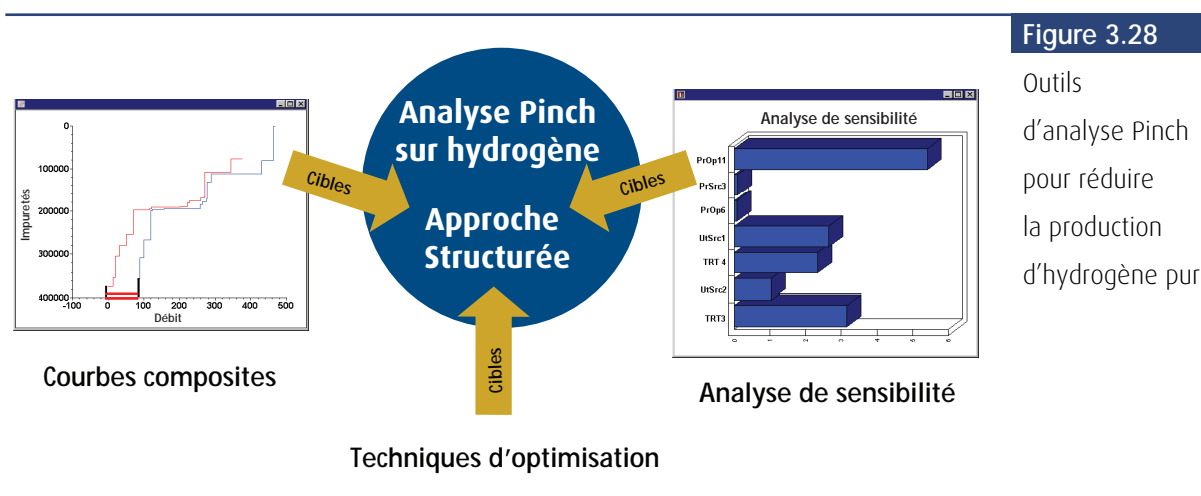 Figure 3.28
Outils
d'analyse Pinch
pour réduire
la production
d'hydrogène pur
Analyse Pinch
sur hydrogène
Approche
Structurée
Cibles
Cibles
Cibles
Impuretés
0
100000
200000
300000
400000
-100 0 100 200 300 400 500
Débit
Courbes composites
Analyse de sensibilité
PrOp11
PrSrc3
PrOp6
UtSrc1
TRT 4
UtSrc2
TRT3
0 1 2 3 4 5 6
Analyse de sensibilité
Techniques d'optimisation